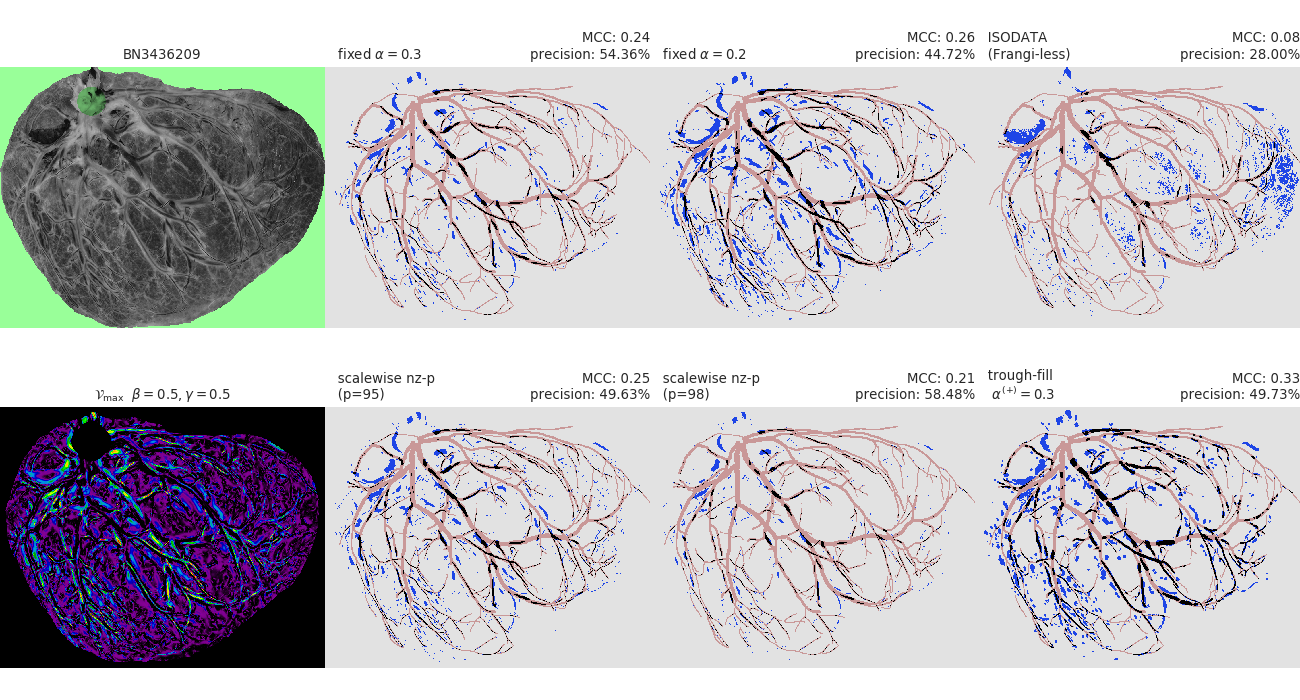 BN3436209
fixed α = 0.3
MCC: 0.24
precision: 54.36%
fixed α = 0.2
MCC: 0.26
precision: 44.72%
ISODATA
(Frangi-less)
MCC: 0.08
precision: 28.00%
𝒱max β = 0.5, γ = 0.5
scalewise nz-p
(p=95)
MCC: 0.25
precision: 49.63%
scalewise nz-p
(p=98)
MCC: 0.21
precision: 58.48%
trough-fill
α(+) = 0.3
MCC: 0.33
precision: 49.73%